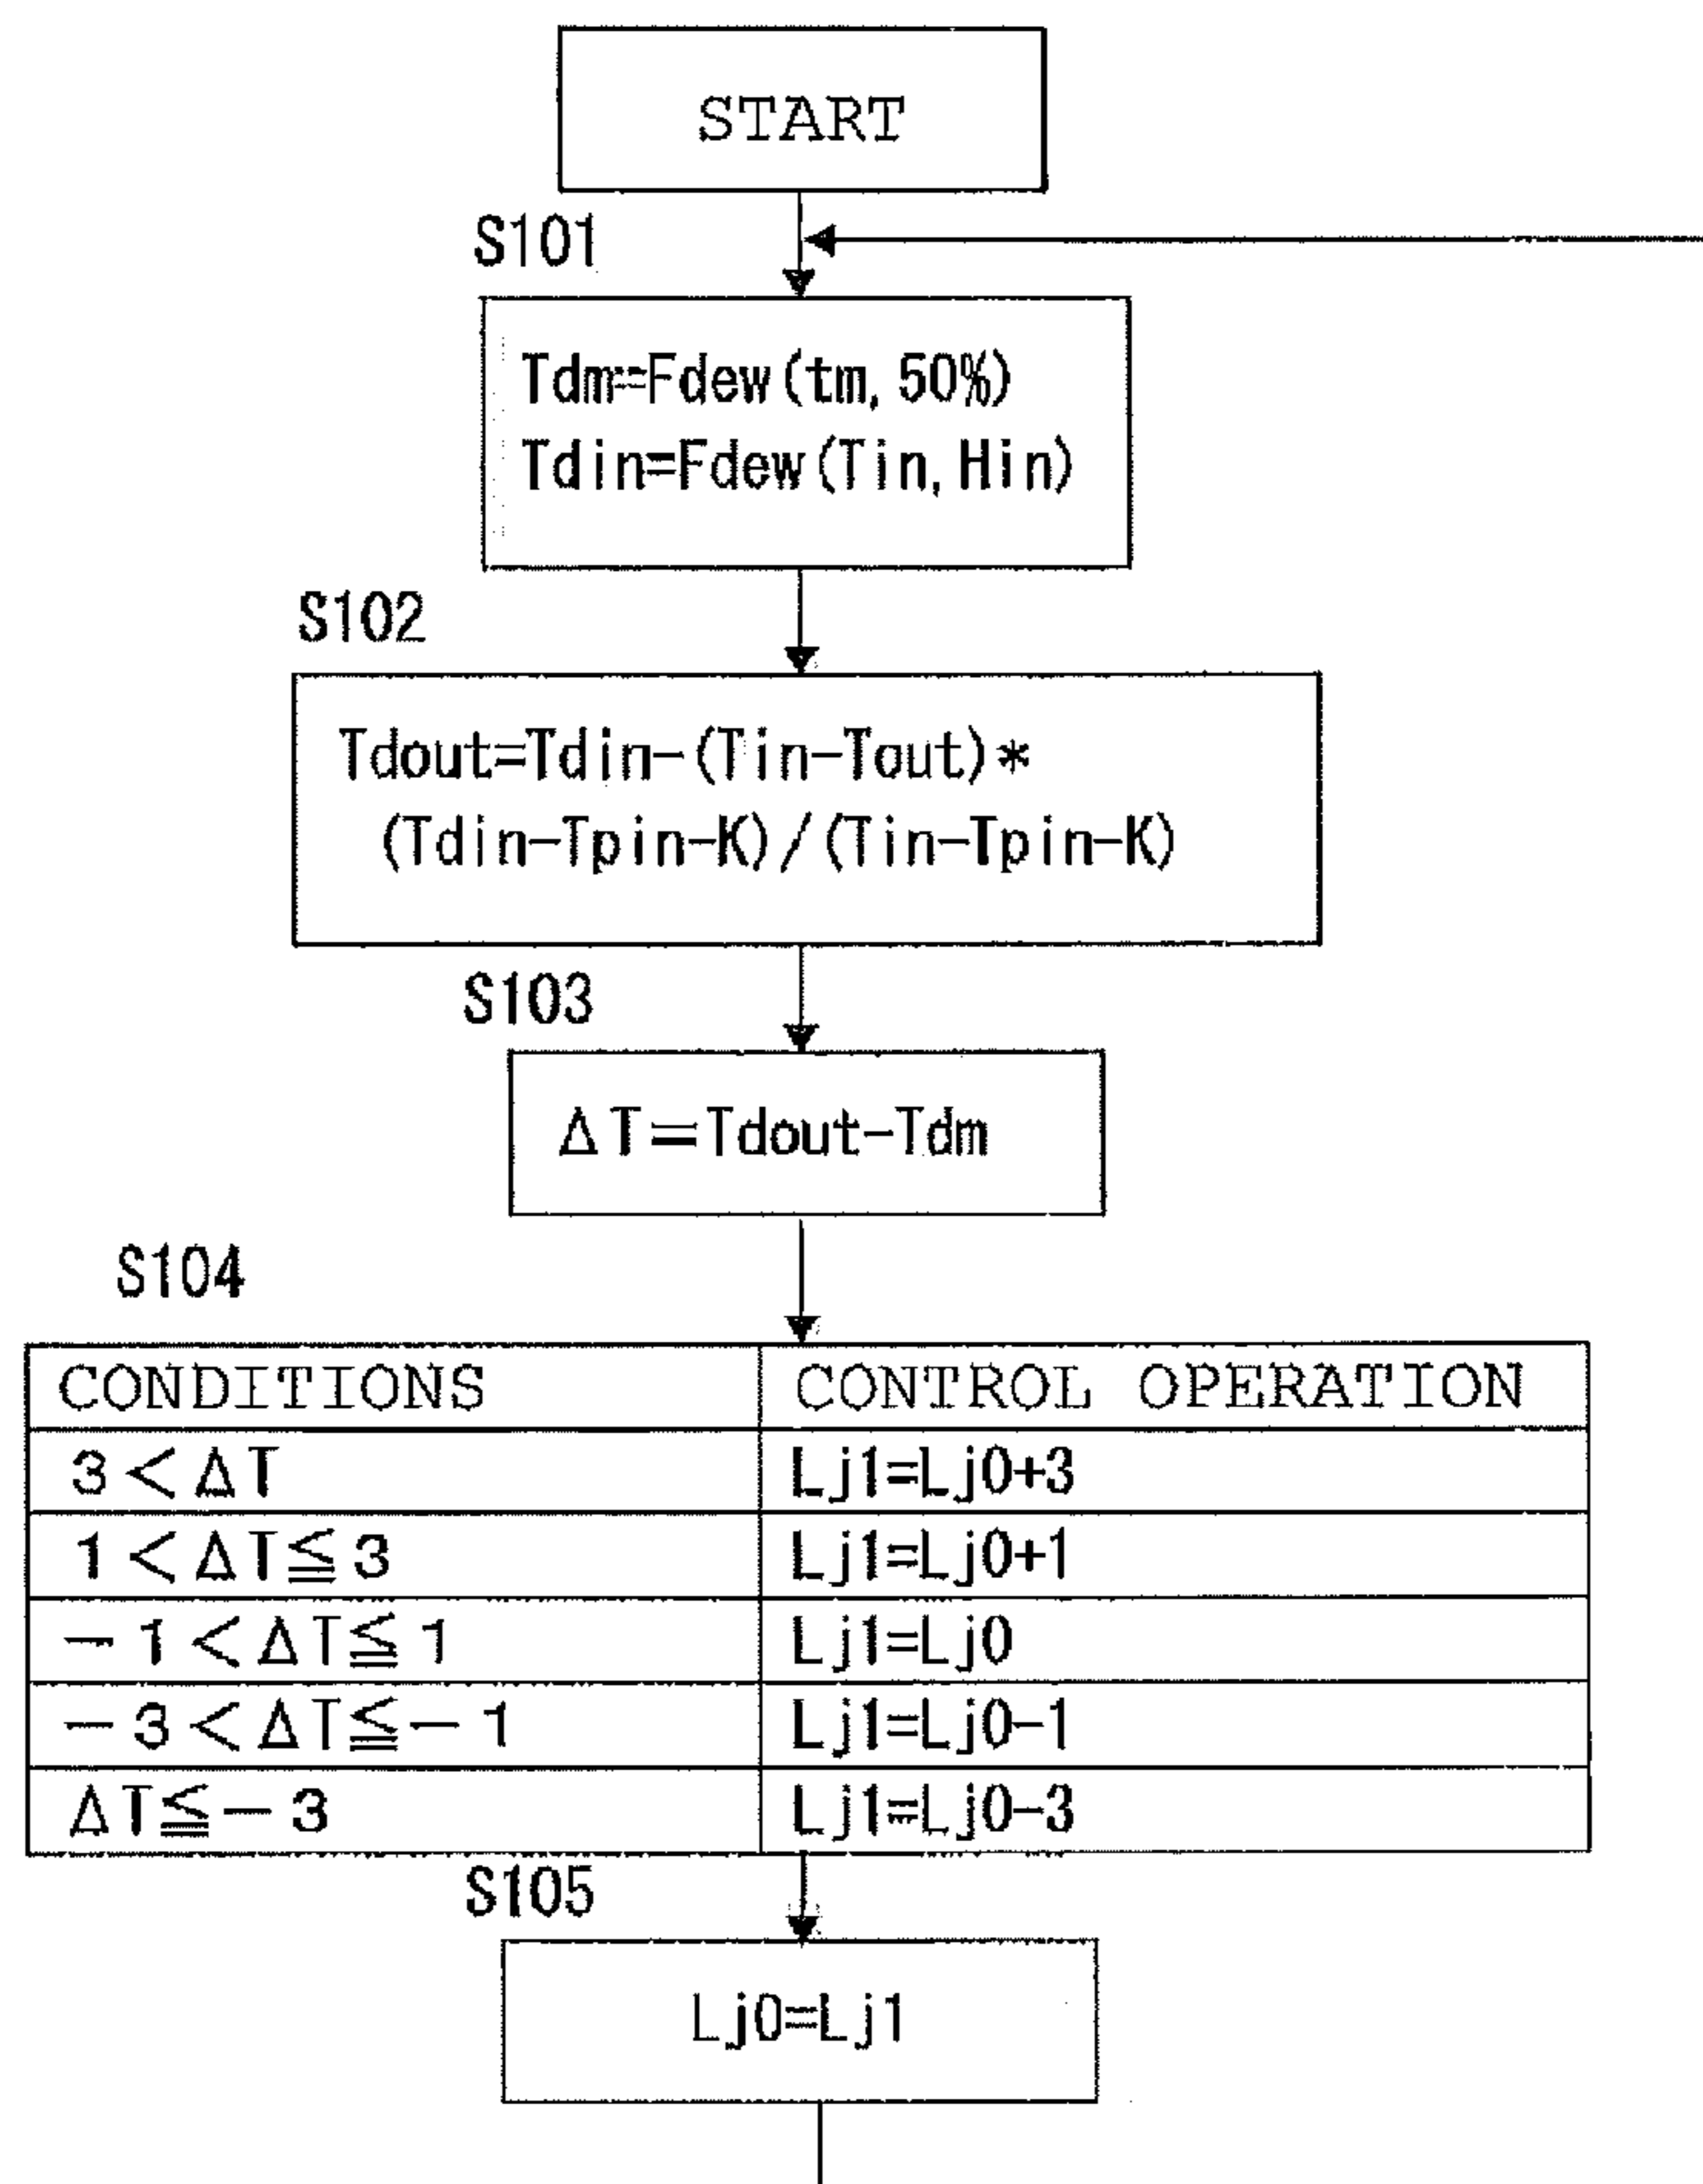 START
S101
Tdm=Fdew(tm,50%)
Tdin=Fdew(Tin,Hin)
S102
Tdout=Tdin-(Tin-Tout)*
(Tdin-Tpin-K)/(Tin-Tpin-K)
S103
ΔT=Tdout-Tdm
S104
CONDITIONS CONTROL OPERATION
3<ΔT Lj1=Lj0+3
1<ΔT≦3 Lj1=Lj0+1
-1<ΔT≦1 Lj1=Lj0
-3<ΔT≦-1 Lj1=Lj0-1
ΔT≦-3 Lj1=Lj0-3
S105
Lj0=Lj1